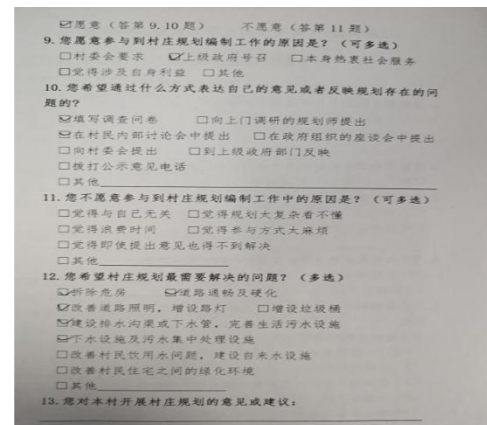 ☑愿意（答第 9.10 题） 不愿意（答第 11 题）
9. 您愿意参与到村庄规划编制工作的原因是？（可多选）
□村委会要求 ☑上级政府号召 □本身热衷社会服务
□觉得涉及自身利益 □其他
10. 您希望通过什么方式表达自己的意见或者反映规划存在的问
题的？
☑填写调查问卷 □向上门调研的规划师提出
☑在村民内部讨论会中提出 □在政府组织的座谈会中提出
□向村委会提出 □到上级政府部门反映
□拨打公示意见电话
□其他
11. 您不愿意参与到村庄规划编制工作中的原因是？（可多选）
□觉得与自己无关 □觉得规划太复杂看不懂
□觉得浪费时间 □觉得参与方式太麻烦
□觉得即使提出意见也得不到解决
□其他
12. 您希望村庄规划最需要解决的问题？（多选）
☑拆除危房 ☑道路通畅及硬化
☑改善道路照明，增设路灯 □增设垃圾桶
☑建设排水沟渠或下水管，完善生活污水设施
☑下水设施及污水集中处理设施
□改善村民饮用水问题，建设自来水设施
□改善村民住宅之间的绿化环境
□其他
13. 您对本村开展村庄规划的意见或建议：